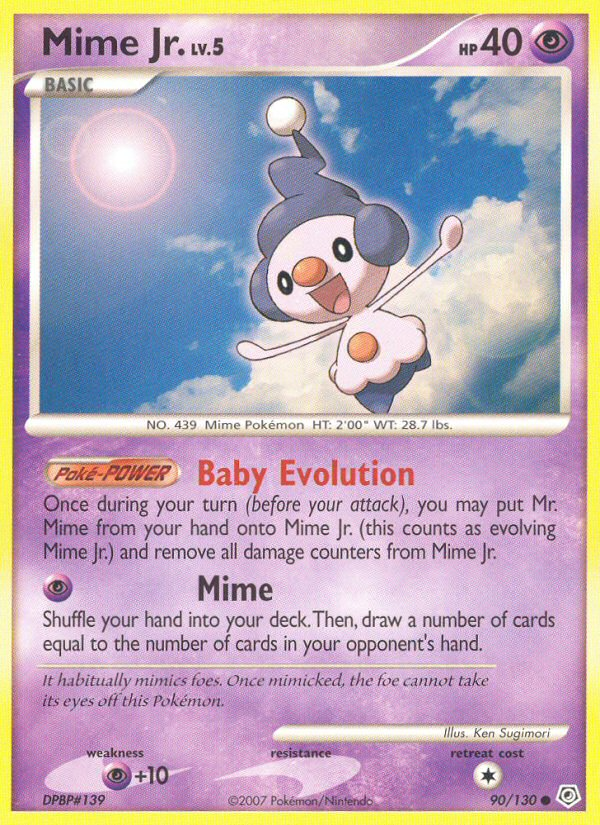 Mime Jr. LV.5 HP 40
BASIC
NO. 439 Mime Pokémon HT: 2'00" WT: 28.7 lbs.
Poké-POWER Baby Evolution
Once during your turn (before your attack), you may put Mr.
Mime from your hand onto Mime Jr. (this counts as evolving
Mime Jr.) and remove all damage counters from Mime Jr.
Mime
Shuffle your hand into your deck. Then, draw a number of cards
equal to the number of cards in your opponent's hand.
It habitually mimics foes. Once mimicked, the foe cannot take
its eyes off this Pokémon.
Illus. Ken Sugimori
weakness resistance retreat cost
+10
DPBP#139 ©2007 Pokémon/Nintendo 90/130